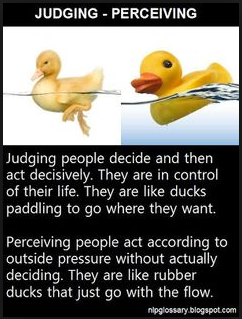 JUDGING - PERCEIVING
Judging people decide and then
act decisively. They are in control
of their life. They are like ducks
paddling to go where they want.
Perceiving people act according to
outside pressure without actually
deciding. They are like rubber
ducks that just go with the flow.
nlpglossary.blogspot.com